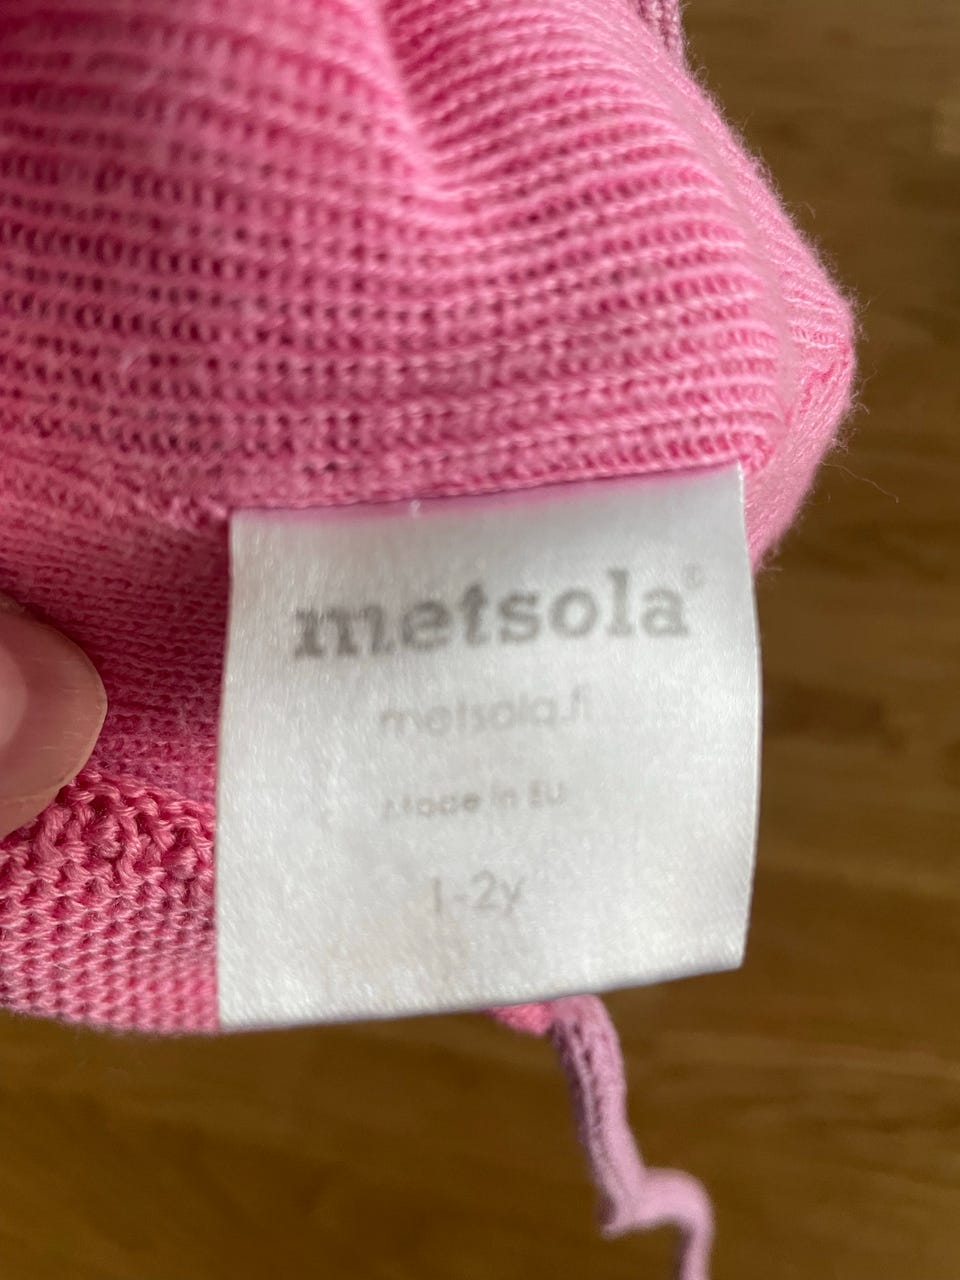 metsola®
metsola.fi
Made in EU
1-2y